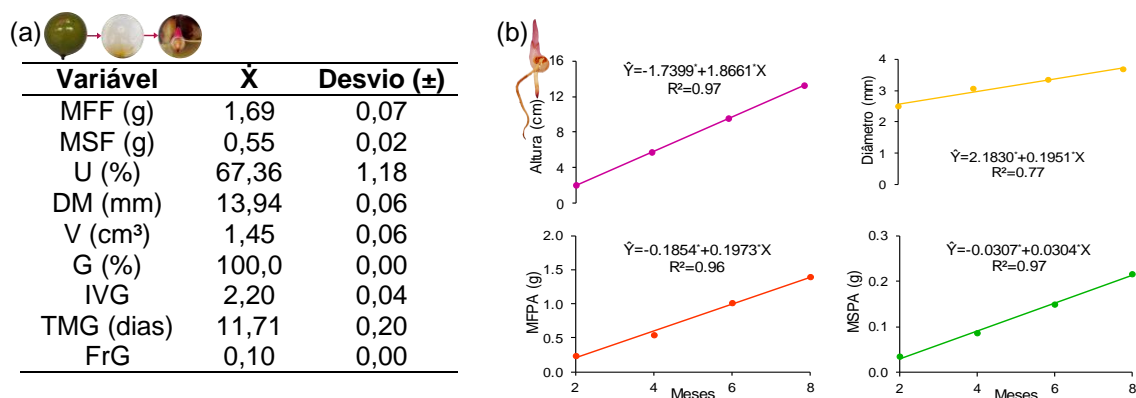 (a)
Variável Ẋ Desvio (±)
MFF (g) 1,69 0,07
MSF (g) 0,55 0,02
U (%) 67,36 1,18
DM (mm) 13,94 0,06
V (cm³) 1,45 0,06
G (%) 100,0 0,00
IVG 2,20 0,04
TMG (dias) 11,71 0,20
FrG 0,10 0,00
(b)
16
12
8
4
0
Altura (cm)
Ŷ=-1.7399*+1.8661*X
R²=0.97
4
3
2
1
0
Diâmetro (mm)
Ŷ=2.1830*+0.1951*X
R²=0.77
2.0
1.5
1.0
0.5
0.0
MFPA (g)
Ŷ=-0.1854*+0.1973*X
R²=0.96
2 4 6 8
Meses
0.3
0.2
0.1
0.0
MSPA (g)
Ŷ=-0.0307*+0.0304*X
R²=0.97
2 4 6 8
Meses